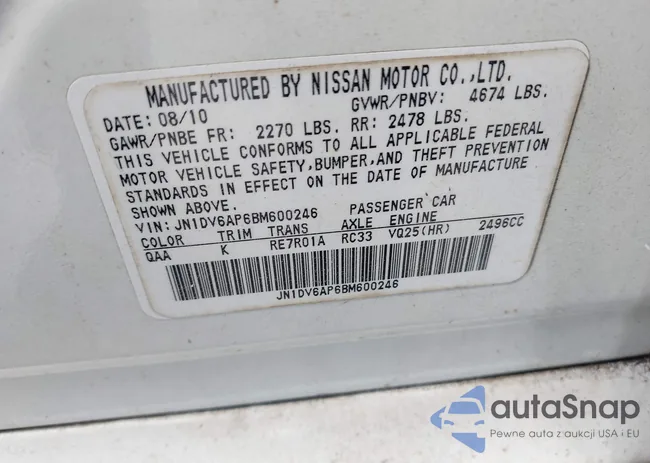 MANUFACTURED BY NISSAN MOTOR CO.,LTD.
DATE: 08/10 GVWR/PNBV: 4674 LBS.
GAWR/PNBE FR: 2270 LBS. RR: 2478 LBS.
THIS VEHICLE CONFORMS TO ALL APPLICABLE FEDERAL
MOTOR VEHICLE SAFETY, BUMPER, AND THEFT PREVENTION
STANDARDS IN EFFECT ON THE DATE OF MANUFACTURE
SHOWN ABOVE.
VIN: JN1DV6AP6BM600246 PASSENGER CAR
COLOR TRIM TRANS AXLE ENGINE
QAA K RE7R01A RC33 VQ25(HR) 2496CC
JN1DV6AP6BM600246
autaSnap
Pewne auta z aukcji USA i EU